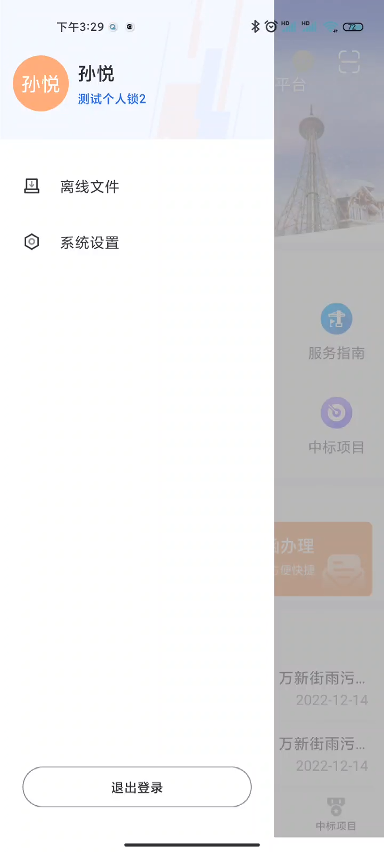 下午3:29
72
孙悦
孙悦
测试个人锁2
离线文件
系统设置
退出登录
平台
服务指南
中标项目
办理
便快捷
万新街雨污...
2022-12-14
万新街雨污...
2022-12-14
中标项目